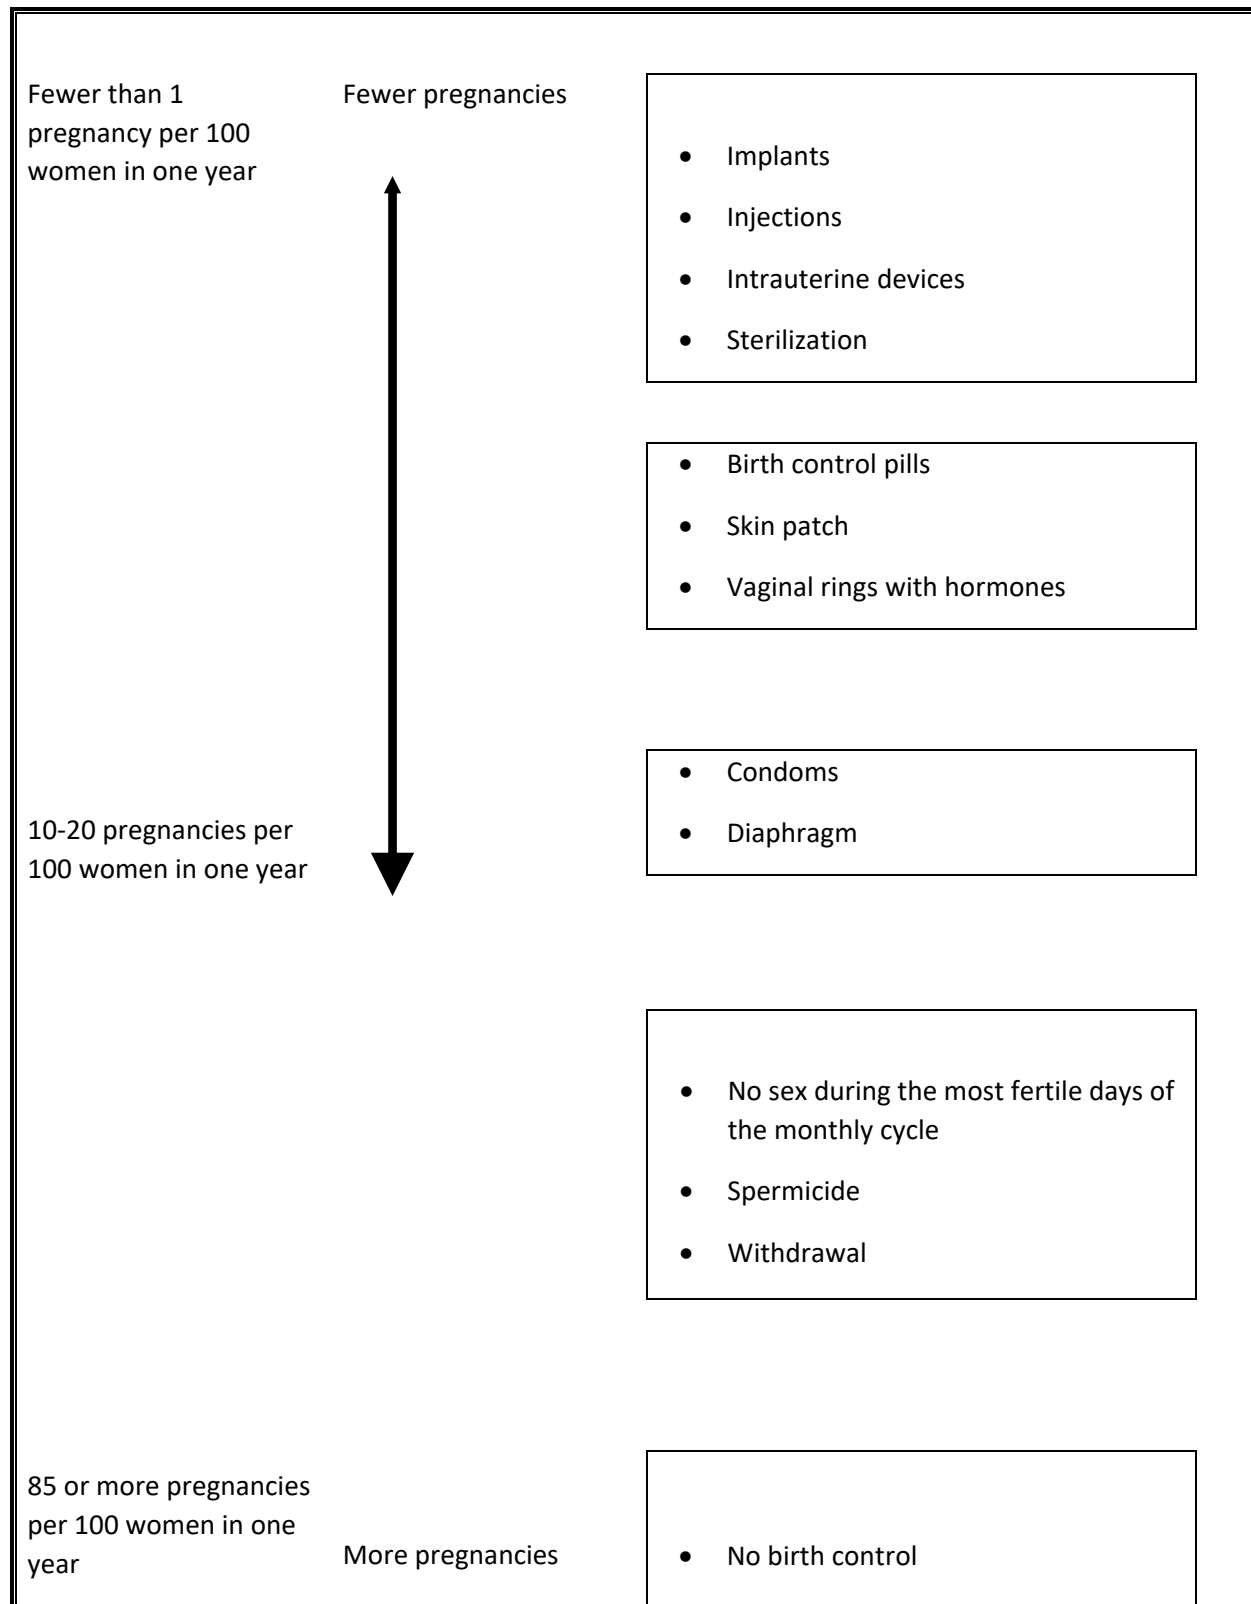 Fewer than 1
pregnancy per 100
women in one year
Fewer pregnancies
• Implants
• Injections
• Intrauterine devices
• Sterilization
• Birth control pills
• Skin patch
• Vaginal rings with hormones
• Condoms
• Diaphragm
10-20 pregnancies per
100 women in one year
• No sex during the most fertile days of
the monthly cycle
• Spermicide
• Withdrawal
85 or more pregnancies
per 100 women in one
year
More pregnancies
• No birth control